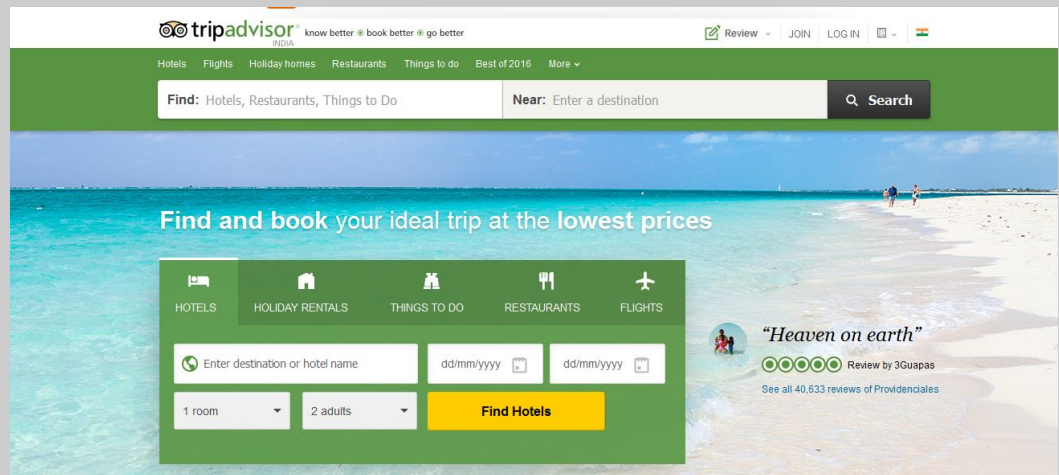 tripadvisor® know better ● book better ● go better Review JOIN LOG IN
INDIA
Hotels Flights Holiday homes Restaurants Things to do Best of 2016 More
Find: Hotels, Restaurants, Things to Do Near: Enter a destination Search
Find and book your ideal trip at the lowest prices
HOTELS HOLIDAY RENTALS THINGS TO DO RESTAURANTS FLIGHTS
“Heaven on earth”
Enter destination or hotel name dd/mm/yyyy dd/mm/yyyy Review by 3Guapas
See all 40,633 reviews of Providenciales
1 room 2 adults Find Hotels